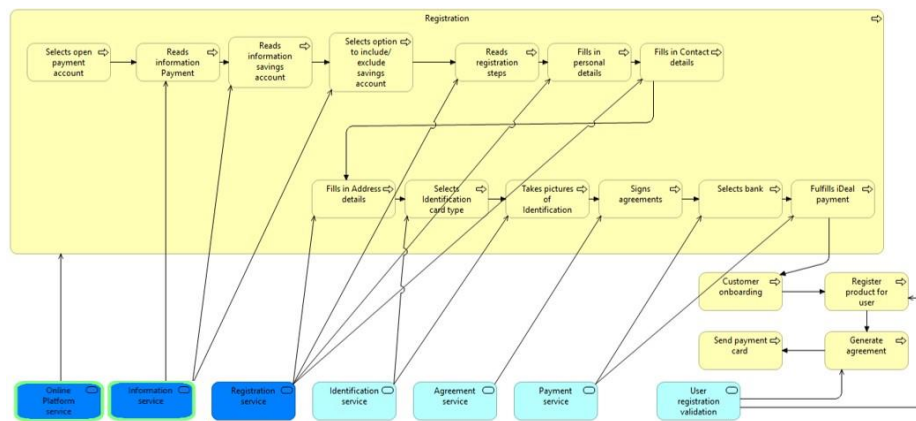 Registration
Selects open
payment
account
Reads
information
Payment
Reads
information
savings
account
Selects option
to include/
exclude
savings
account
Reads
registration
steps
Fills in
personal
details
Fills in Contact
details
Fills in Address
details
Selects
Identification
card type
Takes pictures
of
Identification
Signs
agreements
Selects bank
Fulfills iDeal
payment
Customer
onboarding
Register
product for
user
Send payment
card
Generate
agreement
Online
Platform
service
Information
service
Registration
service
Identification
service
Agreement
service
Payment
service
User
registration
validation